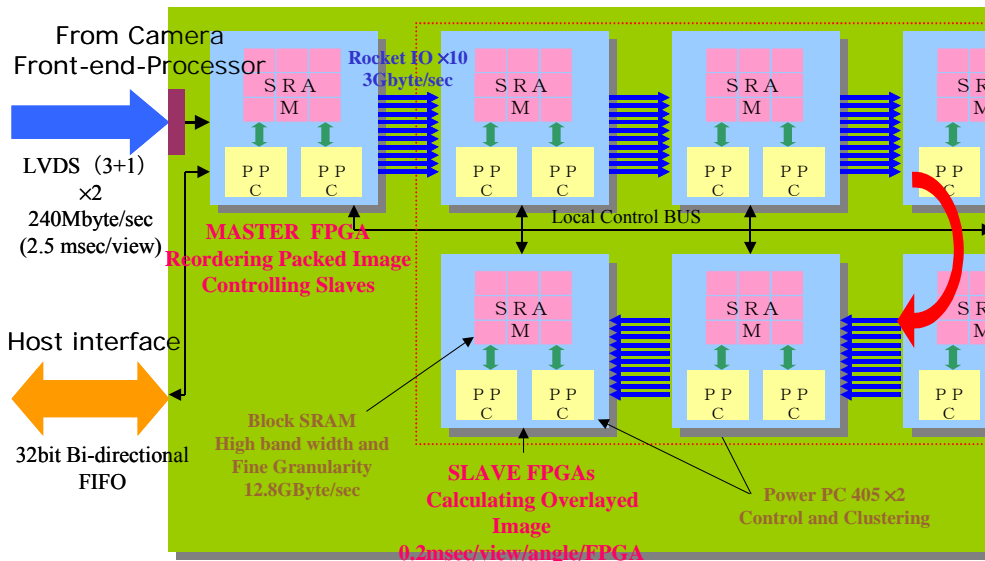 From Camera
Front-end-Processor
LVDS (3+1)
×2
240Mbyte/sec
(2.5 msec/view)
Host interface
32bit Bi-directional
FIFO
Rocket IO ×10
3Gbyte/sec
S R A
M
P P
C
P P
C
S R A
M
P P
C
P P
C
S R A
M
P P
C
P P
C
S R
M
P P
C
P
Local Control BUS
MASTER FPGA
Reordering Packed Image
Controlling Slaves
S R A
M
P P
C
P P
C
S R A
M
P P
C
P P
C
S R
M
P P
C
P
Block SRAM
High band width and
Fine Granularity
12.8GByte/sec
SLAVE FPGAs
Calculating Overlayed
Image
0.2msec/view/angle/FPGA
Power PC 405 ×2
Control and Clustering